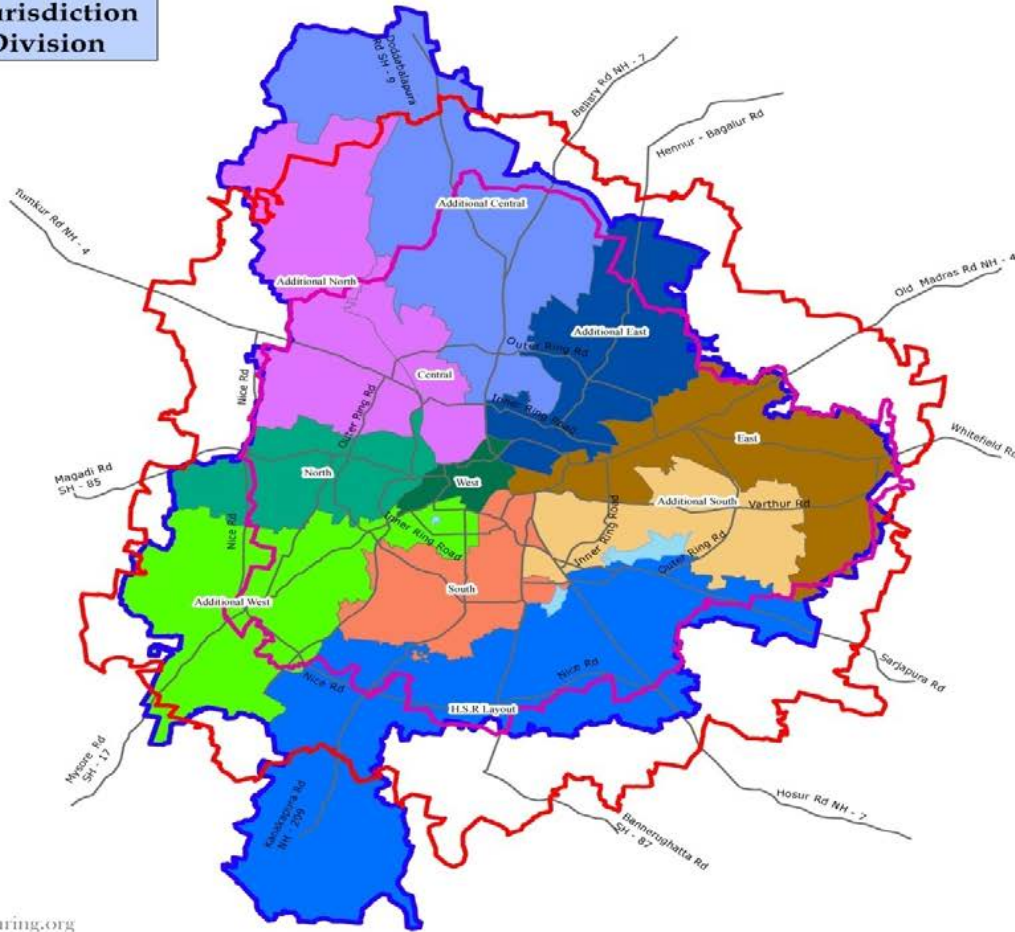 Division
Doddabalapura
Rd SH - 9
Bellary Rd NH - 7
Hennur - Bagalur Rd
Tumkur Rd NH - 4
Additional Central
Additional North
Old Madras Rd NH - 4
Additional East
Outer Ring Rd
Central
Nice Rd
Outer Ring Rd
Inner Ring Road
East
Whitefield Rd
Magadi Rd
SH - 85
North
West
Additional South
Varthur Rd
Nice Rd
Inner Ring Road
Inner Ring Road
Outer Ring Rd
South
Additional West
Sarjapura Rd
Nice Rd
Nice Rd
H.S.R Layout
Mysore Rd
SH - 17
Kanakapura Rd
NH - 209
Hosur Rd NH - 7
Bannerughatta Rd
SH - 87